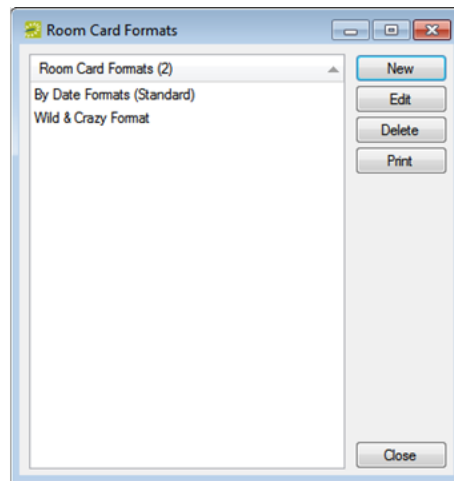 Room Card Formats
Room Card Formats (2)
By Date Formats (Standard)
Wild & Crazy Format
New
Edit
Delete
Print
Close